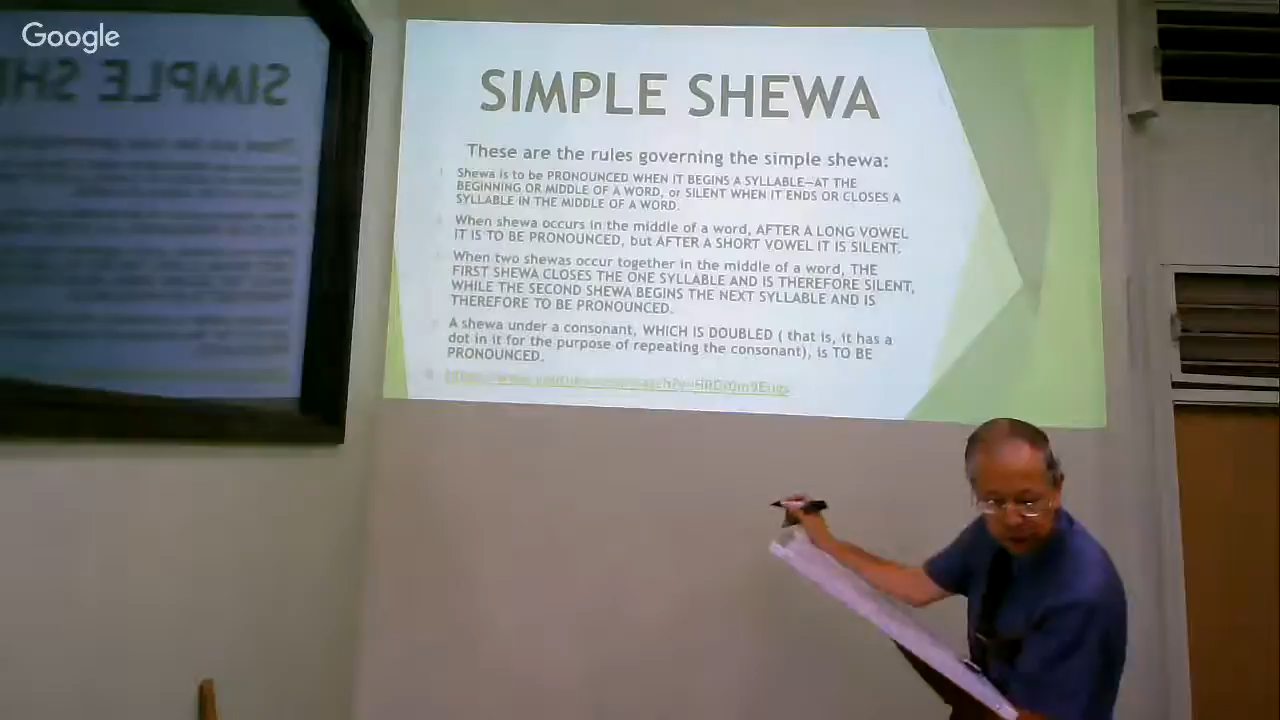 Google
SIMPLE SHEWA
These are the rules governing the simple shewa:
Shewa is to be PRONOUNCED WHEN IT BEGINS A SYLLABLE—AT THE
BEGINNING OR MIDDLE OF A WORD, or SILENT WHEN IT ENDS OR CLOSES A
SYLLABLE IN THE MIDDLE OF A WORD.
When shewa occurs in the middle of a word, AFTER A LONG VOWEL
IT IS TO BE PRONOUNCED, but AFTER A SHORT VOWEL IT IS SILENT.
When two shewas occur together in the middle of a word, THE
FIRST SHEWA CLOSES THE ONE SYLLABLE AND IS THEREFORE SILENT,
WHILE THE SECOND SHEWA BEGINS THE NEXT SYLLABLE AND IS
THEREFORE TO BE PRONOUNCED.
A shewa under a consonant, WHICH IS DOUBLED ( that is, it has a
dot in it for the purpose of repeating the consonant), is TO BE
PRONOUNCED.
SIMPLE SHE